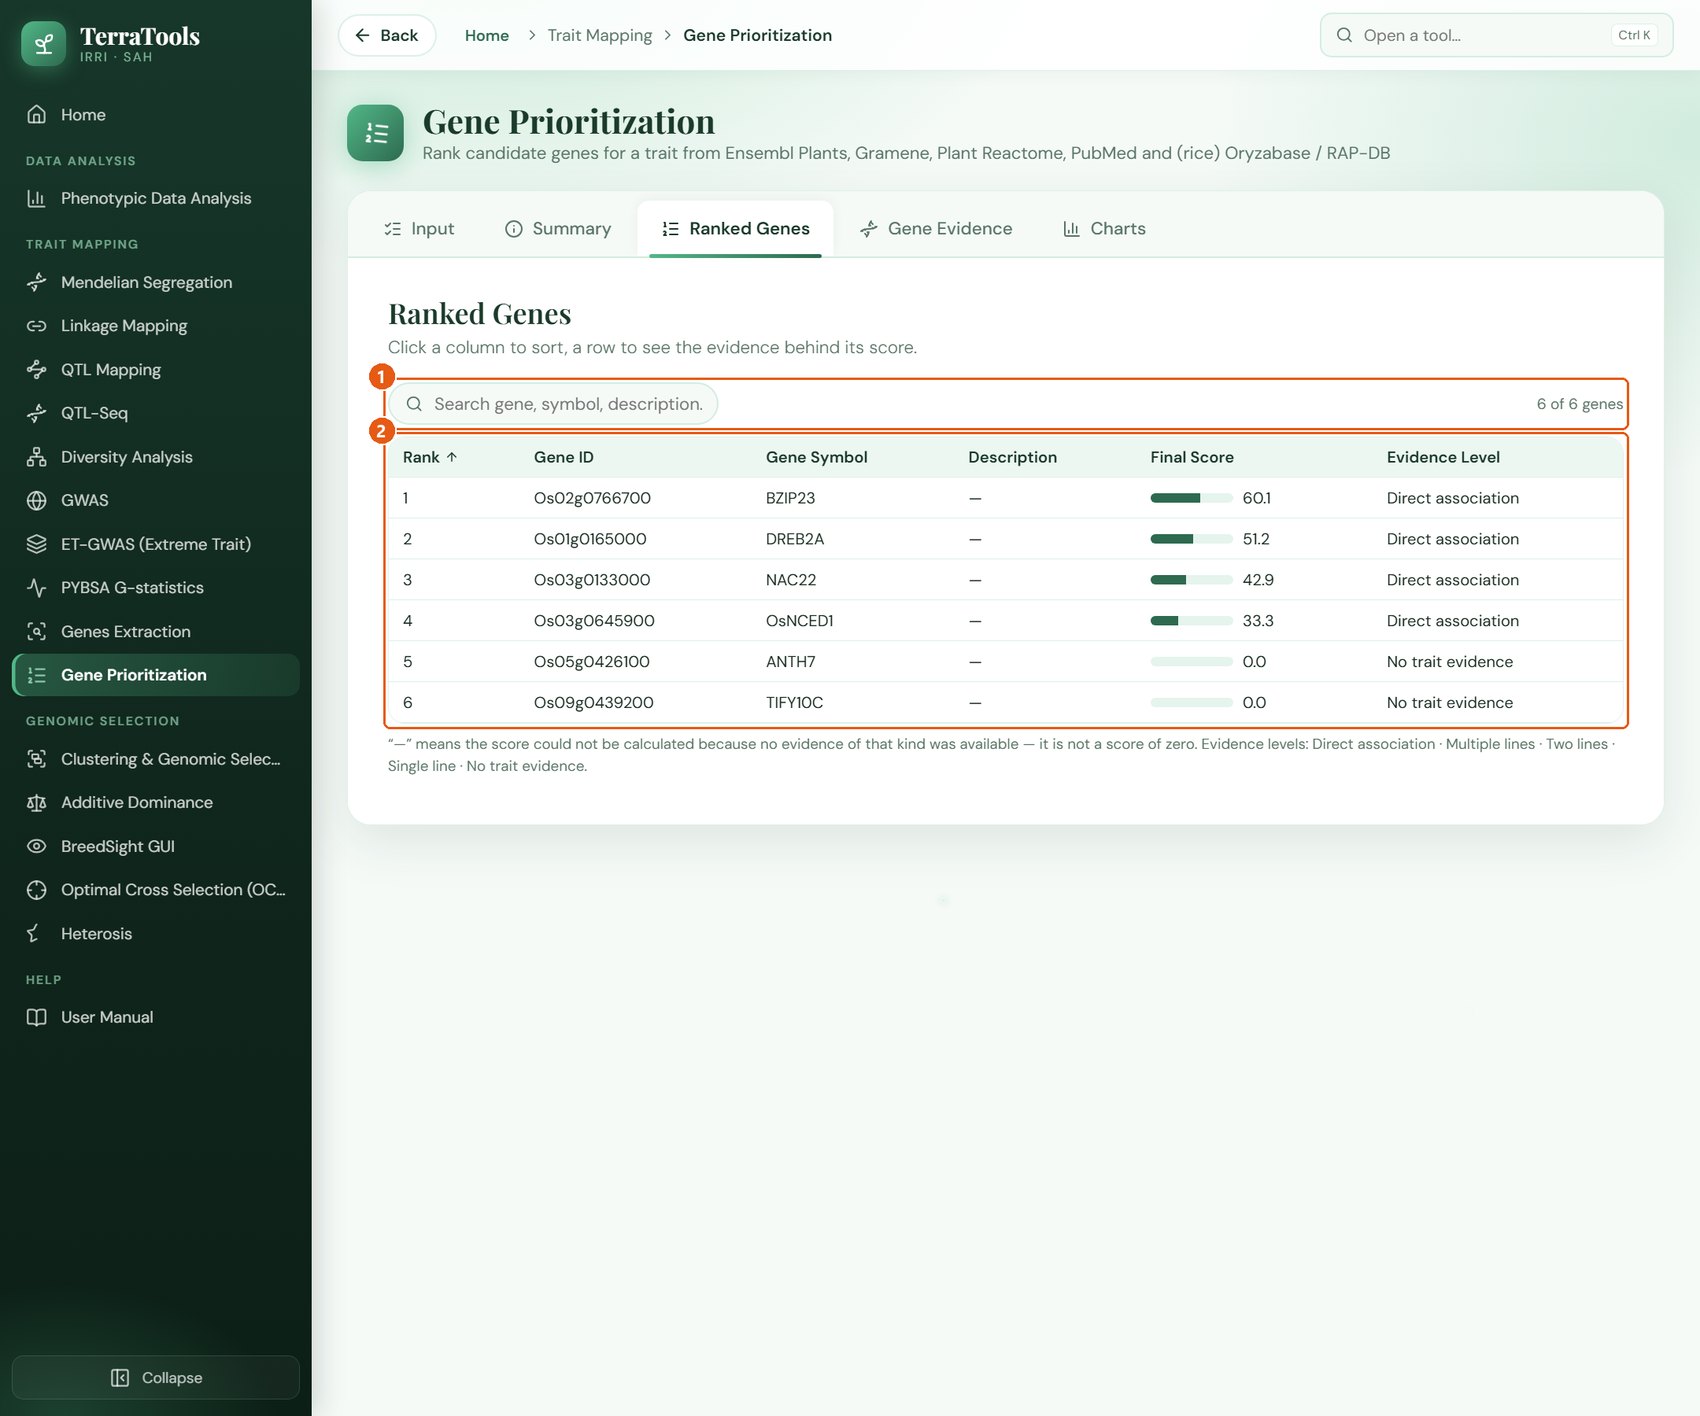 TerraTools
IRRI · SAH
Home
DATA ANALYSIS
Phenotypic Data Analysis
TRAIT MAPPING
Mendelian Segregation
Linkage Mapping
QTL Mapping
QTL-Seq
Diversity Analysis
GWAS
ET-GWAS (Extreme Trait)
PYBSA G-statistics
Genes Extraction
Gene Prioritization
GENOMIC SELECTION
Clustering & Genomic Selec...
Additive Dominance
BreedSight GUI
Optimal Cross Selection (OC...
Heterosis
HELP
User Manual
Collapse
Back Home > Trait Mapping > Gene Prioritization Open a tool... Ctrl K
Gene Prioritization
Rank candidate genes for a trait from Ensembl Plants, Gramene, Plant Reactome, PubMed and (rice) Oryzabase / RAP-DB
Input Summary Ranked Genes Gene Evidence Charts
Ranked Genes
Click a column to sort, a row to see the evidence behind its score.
1
Search gene, symbol, description. 6 of 6 genes
2
Rank ↑ Gene ID Gene Symbol Description Final Score Evidence Level
1 Os02g0766700 BZIP23 — 60.1 Direct association
2 Os01g0165000 DREB2A — 51.2 Direct association
3 Os03g0133000 NAC22 — 42.9 Direct association
4 Os03g0645900 OsNCED1 — 33.3 Direct association
5 Os05g0426100 ANTH7 — 0.0 No trait evidence
6 Os09g0439200 TIFY10C — 0.0 No trait evidence
“—” means the score could not be calculated because no evidence of that kind was available — it is not a score of zero. Evidence levels: Direct association · Multiple lines · Two lines ·
Single line · No trait evidence.